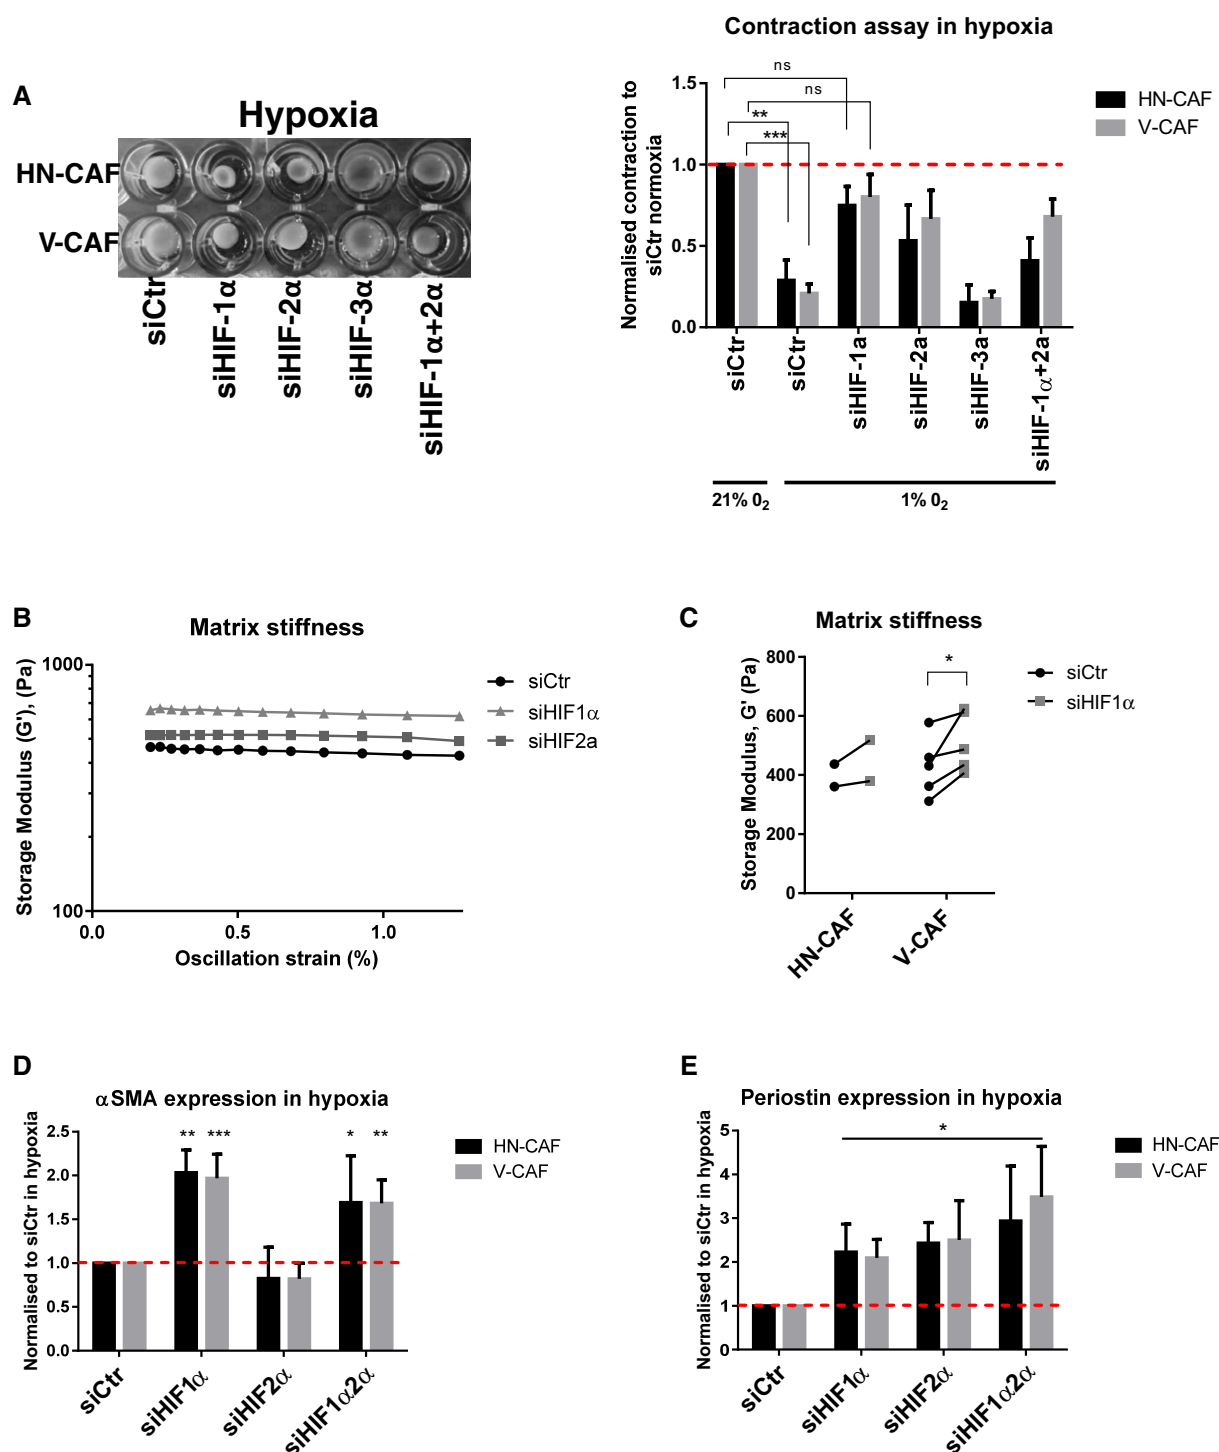 A
Hypoxia
HN-CAF
V-CAF
siCtr
siHIF-1α
siHIF-2α
siHIF-3α
siHIF-1α+2α
Contraction assay in hypoxia
Normalised contraction to
siCtr normoxia
1.5
1.0
0.5
0.0
ns
ns
**
***
HN-CAF
V-CAF
siCtr
siCtr
siHIF-1a
siHIF-2a
siHIF-3a
siHIF-1α+2a
21% 0₂
1% 0₂
B
Matrix stiffness
Storage Modulus (G'), (Pa)
1000
100
0.0
0.5
1.0
Oscillation strain (%)
siCtr
siHIF1α
siHIF2a
C
Matrix stiffness
Storage Modulus, G' (Pa)
800
600
400
200
0
*
HN-CAF
V-CAF
siCtr
siHIF1α
D
αSMA expression in hypoxia
Normalised to siCtr in hypoxia
2.5
2.0
1.5
1.0
0.5
0.0
**
***
*
**
HN-CAF
V-CAF
siCtr
siHIF1α
siHIF2α
siHIF1α2α
E
Periostin expression in hypoxia
Normalised to siCtr in hypoxia
5
4
3
2
1
0
*
HN-CAF
V-CAF
siCtr
siHIF1α
siHIF2α
siHIF1α2α